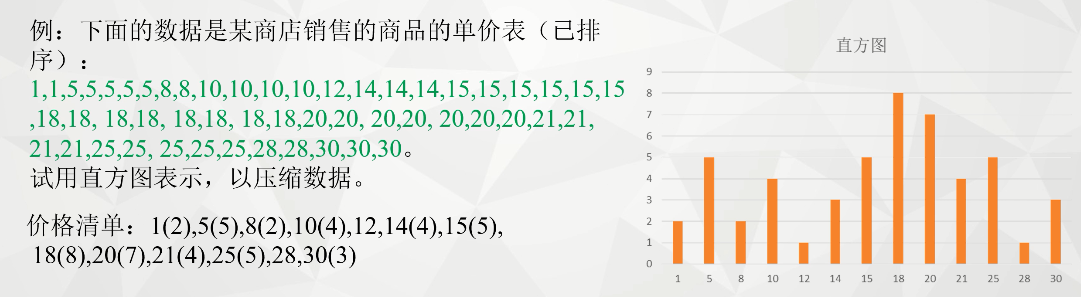 例：下面的数据是某商店销售的商品的单价表（已排
序）：
1,1,5,5,5,5,5,8,8,10,10,10,10,12,14,14,14,15,15,15,15,15,15
,18,18, 18,18, 18,18, 18,18,20,20, 20,20, 20,20,20,21,21,
21,21,25,25, 25,25,25,28,28,30,30,30。
试用直方图表示，以压缩数据。
价格清单：1(2),5(5),8(2),10(4),12,14(4),15(5),
18(8),20(7),21(4),25(5),28,30(3)
直方图
9
8
7
6
5
4
3
2
1
0
1 5 8 10 12 14 15 18 20 21 25 28 30